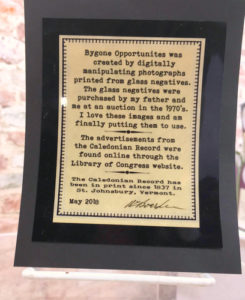 Bygone Opportunites was
created by digitally
manipulating photographs
printed from glass negatives.
The glass negatives were
purchased by my father and
me at an auction in the 1970's.
I love these images and am
finally putting them to use.
The advertisements from
the Caledonian Record were
found online through the
Library of Congress website.
The Caledonian Record has
been in print since 1837 in
St. Johnsbury, Vermont.
May 2018